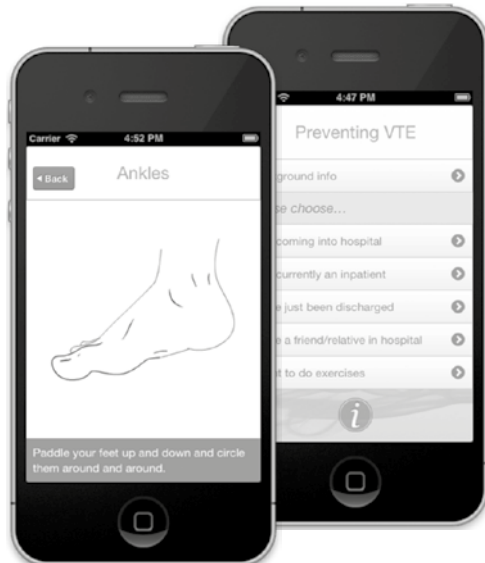 Carrier
4:52 PM
Back
Ankles
Paddle your feet up and down and circle
them around and around.
4:47 PM
Preventing VTE
ground info
se choose...
coming into hospital
currently an inpatient
just been discharged
a friend/relative in hospital
t to do exercises
i